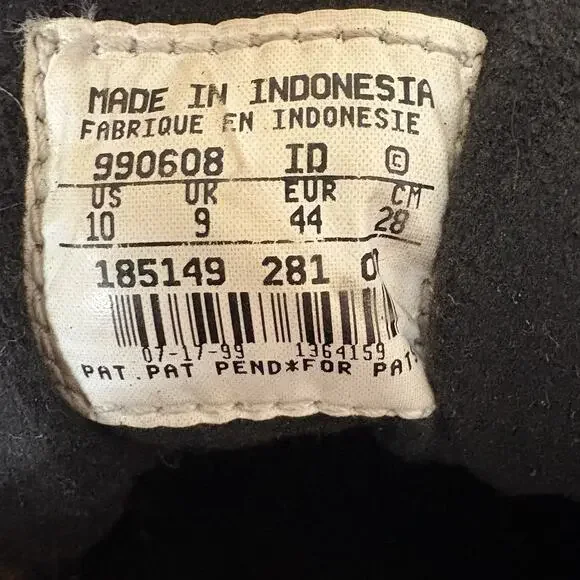 MADE IN INDONESIA
FABRIQUE EN INDONESIE
990608 ID ©
US UK EUR CM
10 9 44 28
185149 281
07-17-99 1364159
PAT.PAT PEND*FOR PAT.